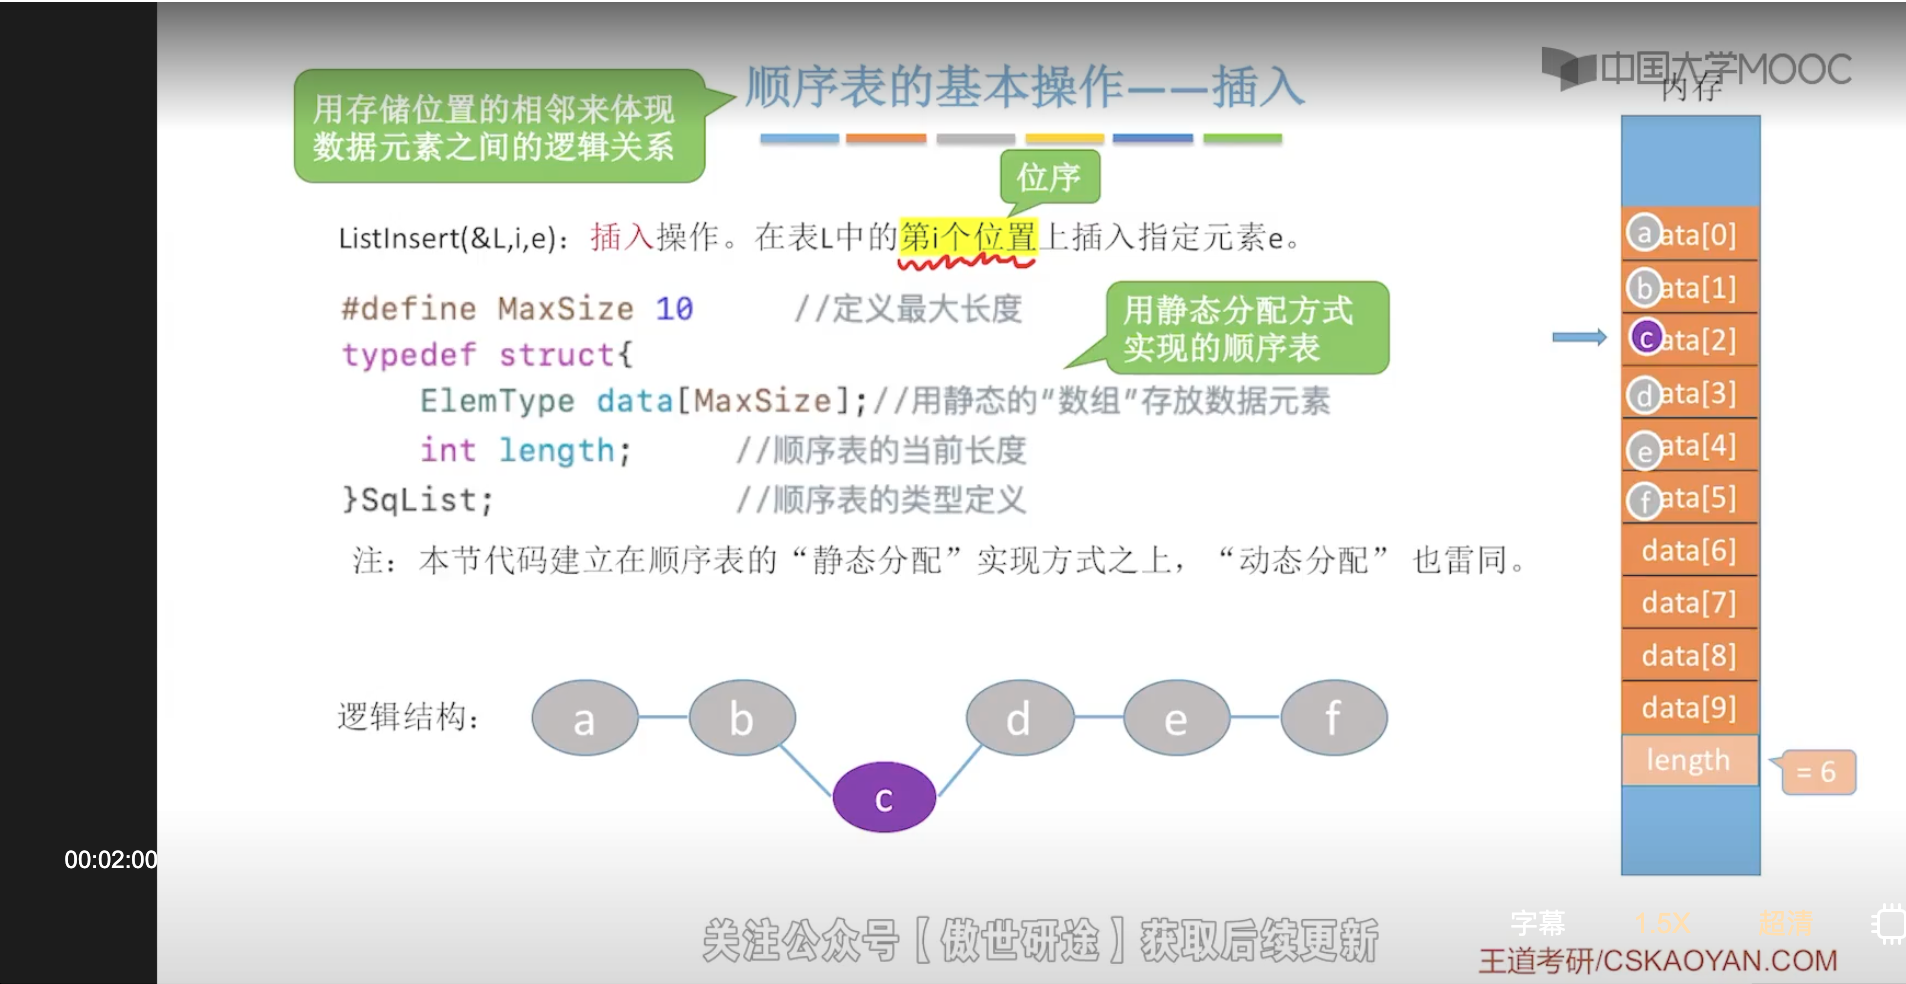 中国大学MOOC
顺序表的基本操作——插入
用存储位置的相邻来体现
数据元素之间的逻辑关系
内存
位序
ListInsert(&L,i,e)：插入操作。在表L中的第i个位置上插入指定元素e。
#define MaxSize 10 //定义最大长度
用静态分配方式
实现的顺序表
typedef struct{
ElemType data[MaxSize];//用静态的“数组”存放数据元素
int length; //顺序表的当前长度
}SqList; //顺序表的类型定义
注：本节代码建立在顺序表的“静态分配”实现方式之上，“动态分配”也雷同。
逻辑结构：
a
b
c
d
e
f
a ata[0]
b ata[1]
c ata[2]
d ata[3]
e ata[4]
f ata[5]
data[6]
data[7]
data[8]
data[9]
length
= 6
00:02:00
关注公众号【傲世研途】获取后续更新
字幕 1.5X 超清
王道考研/CSKAOYAN.COM